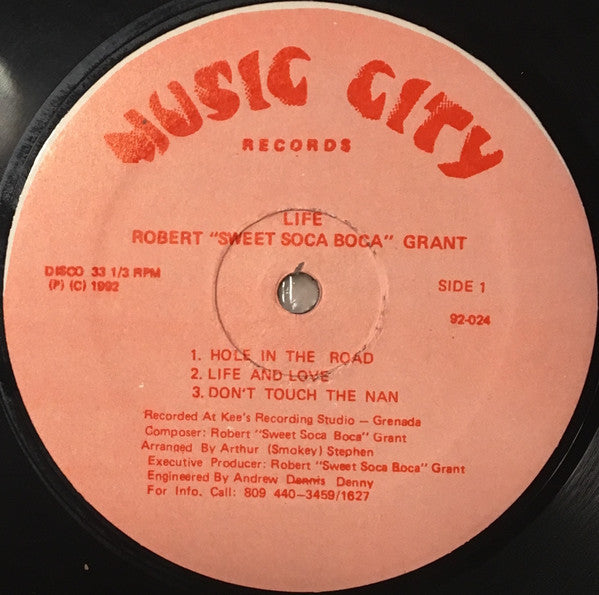 MUSIC CITY
RECORDS
LIFE
ROBERT "SWEET SOCA BOCA" GRANT
DISCO 33 1/3 RPM
(P) (C) 1992
SIDE 1
92-024
1. HOLE IN THE ROAD
2. LIFE AND LOVE
3. DON'T TOUCH THE NAN
Recorded At Kee's Recording Studio — Grenada
Composer: Robert "Sweet Soca Boca" Grant
Arranged By Arthur (Smokey) Stephen
Executive Producer: Robert "Sweet Soca Boca" Grant
Engineered By Andrew Dennis Denny
For Info. Call: 809 440-3459/1627